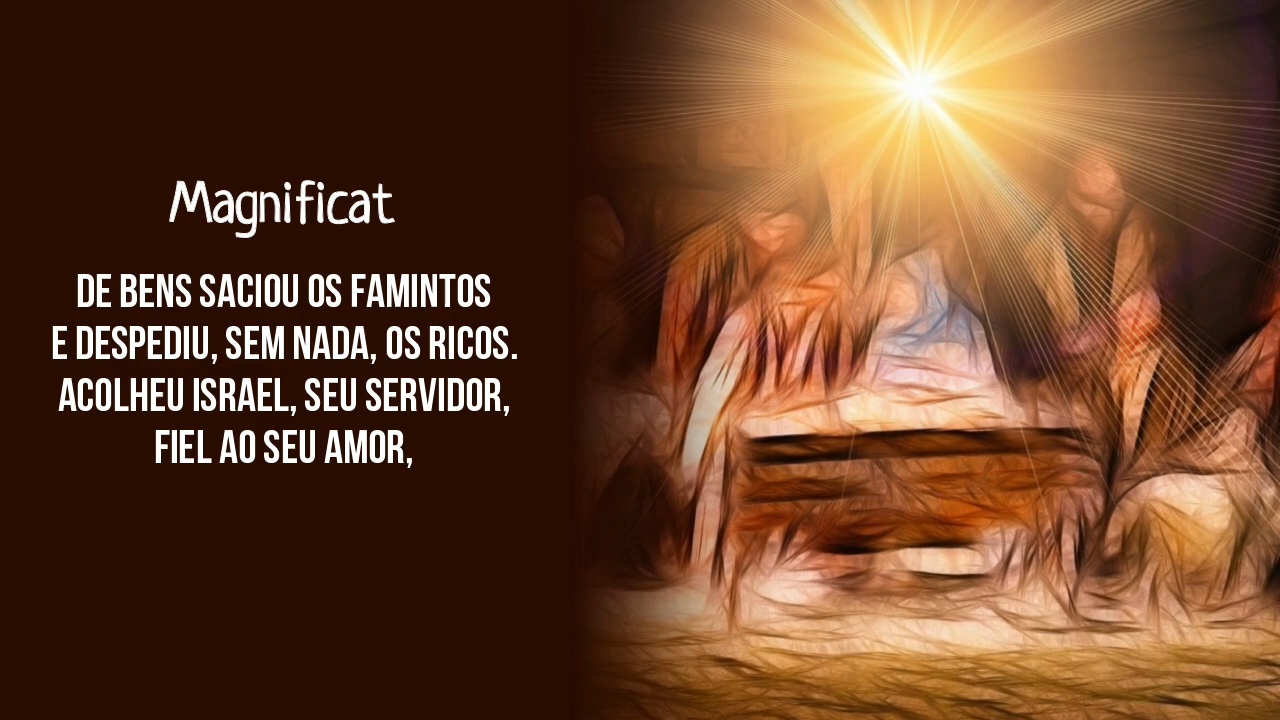 Magnificat
DE BENS SACIOU OS FAMINTOS
E DESPEDIU, SEM NADA, OS RICOS.
ACOLHEU ISRAEL, SEU SERVIDOR,
FIEL AO SEU AMOR,